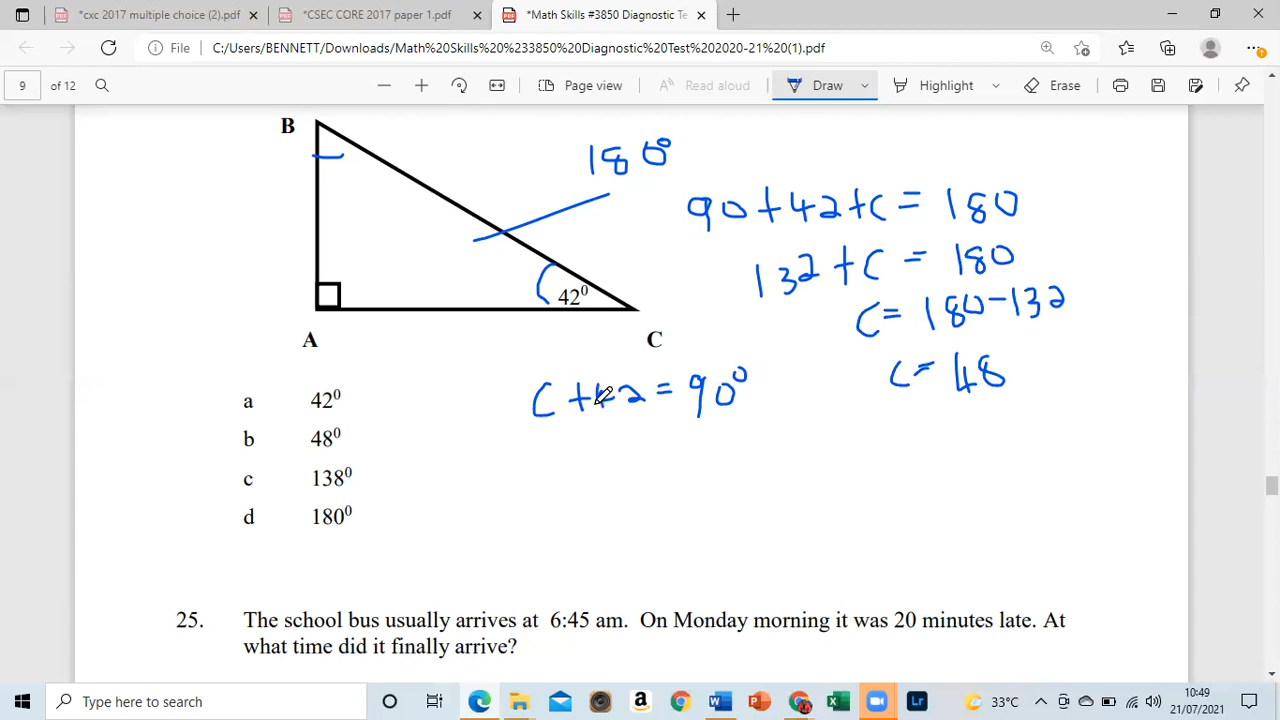 *cxc 2017 multiple choice (2).pdf
*CSEC CORE 2017 paper 1.pdf
*Math Skills #3850 Diagnostic Te
File C:/Users/BENNETT/Downloads/Math%20Skills%20%233850%20Diagnostic%20Test%202020-21%20(1).pdf
9 of 12
Page view
Read aloud
Draw
Highlight
Erase
B
180°
90+42+C = 180
132+C = 180
C= 180-132
C= 48
42⁰
A
C
C +42 = 90°
a 42⁰
b 48⁰
c 138⁰
d 180⁰
25. The school bus usually arrives at 6:45 am. On Monday morning it was 20 minutes late. At
what time did it finally arrive?
Type here to search
33°C
10:49
21/07/2021